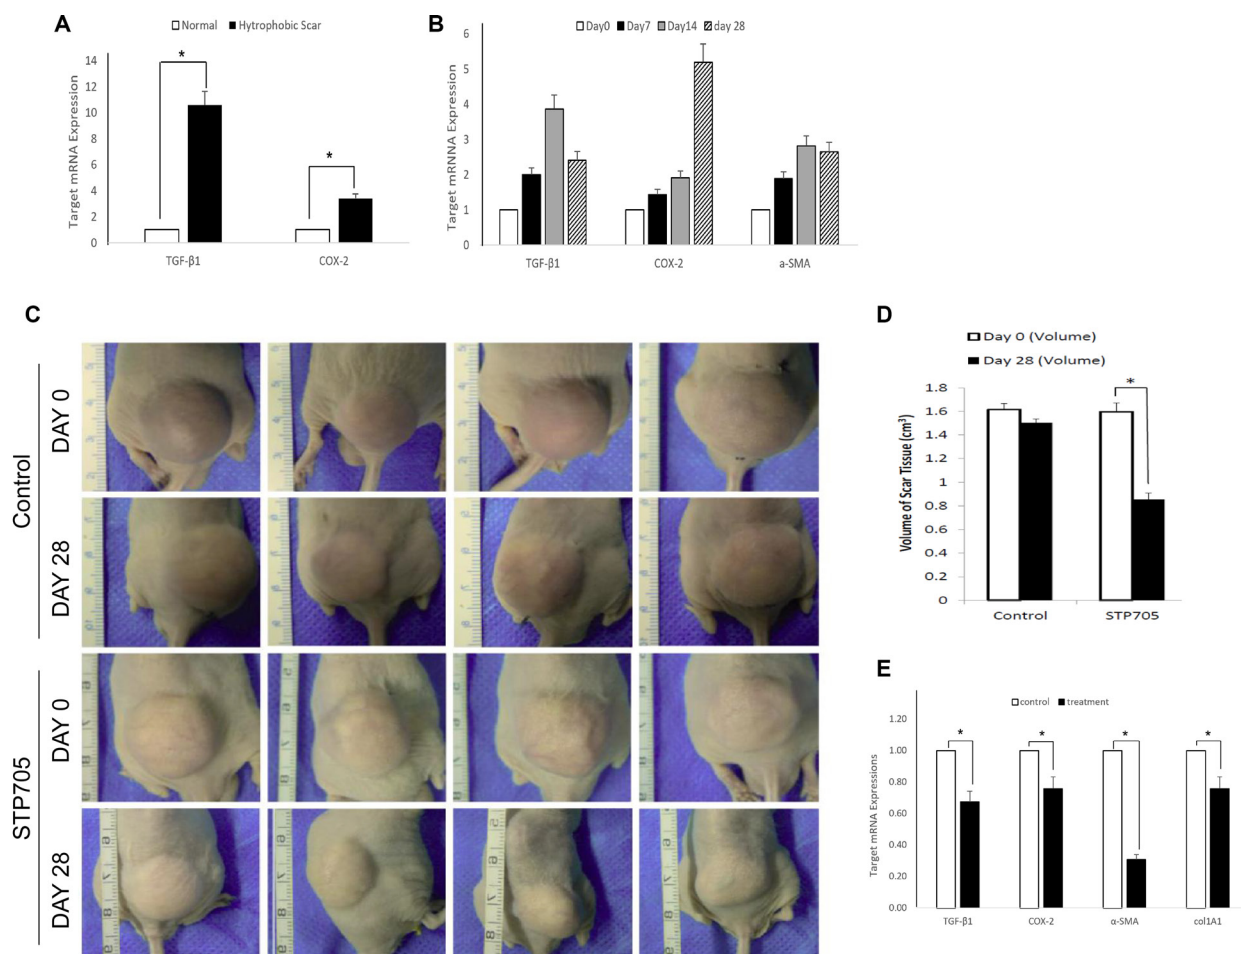 A
Normal Hytrophobic Scar
Target mRNA Expression
14
12
10
8
6
4
2
0
*
*
TGF-β1 COX-2
B
Day0 Day7 Day14 day 28
Target mRNNA Expression
6
5
4
3
2
1
0
TGF-β1 COX-2 a-SMA
C
Control
DAY 0
DAY 28
STP705
DAY 0
DAY 28
D
Day 0 (Volume)
Day 28 (Volume)
Volume of Scar Tissue (cm³)
1.8
1.6
1.4
1.2
1
0.8
0.6
0.4
0.2
0
*
Control STP705
E
control treatment
Target mRNA Expressions
1.20
1.00
0.80
0.60
0.40
0.20
0.00
* * * *
TGF-β1 COX-2 α-SMA col1A1